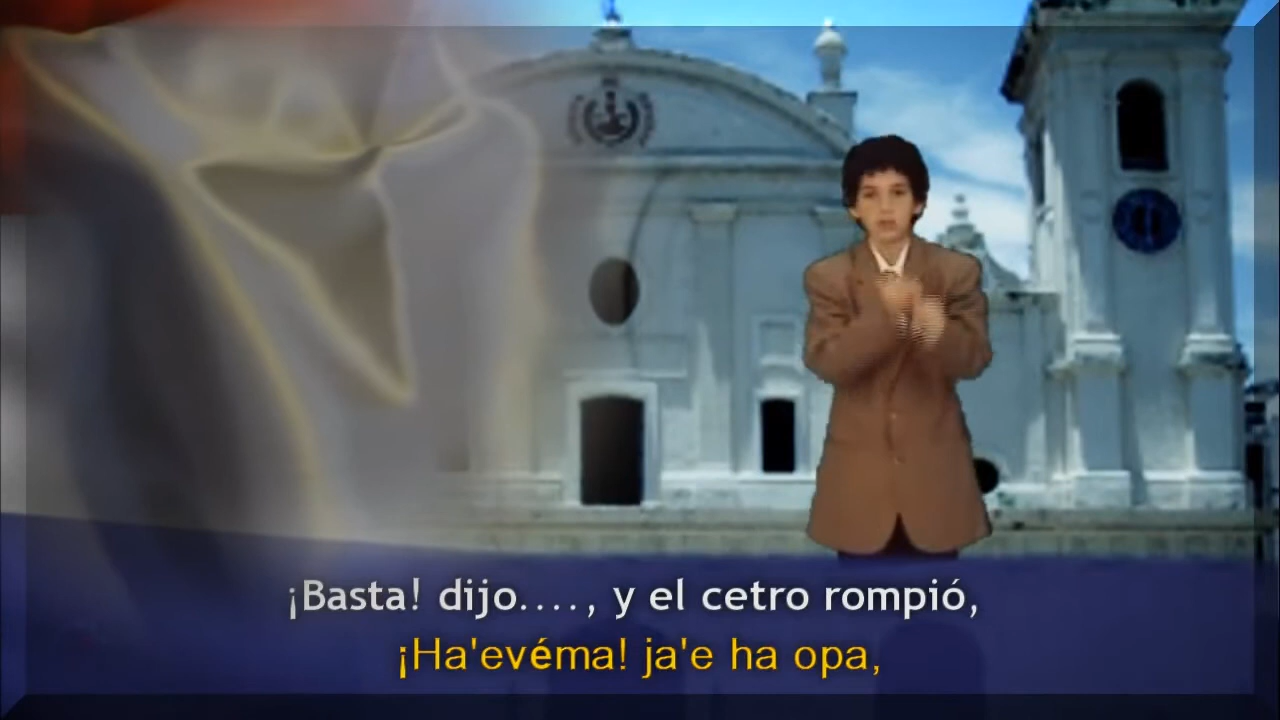 ¡Basta! dijo...., y el cetro rompió,
¡Ha'evéma! ja'e ha opa,